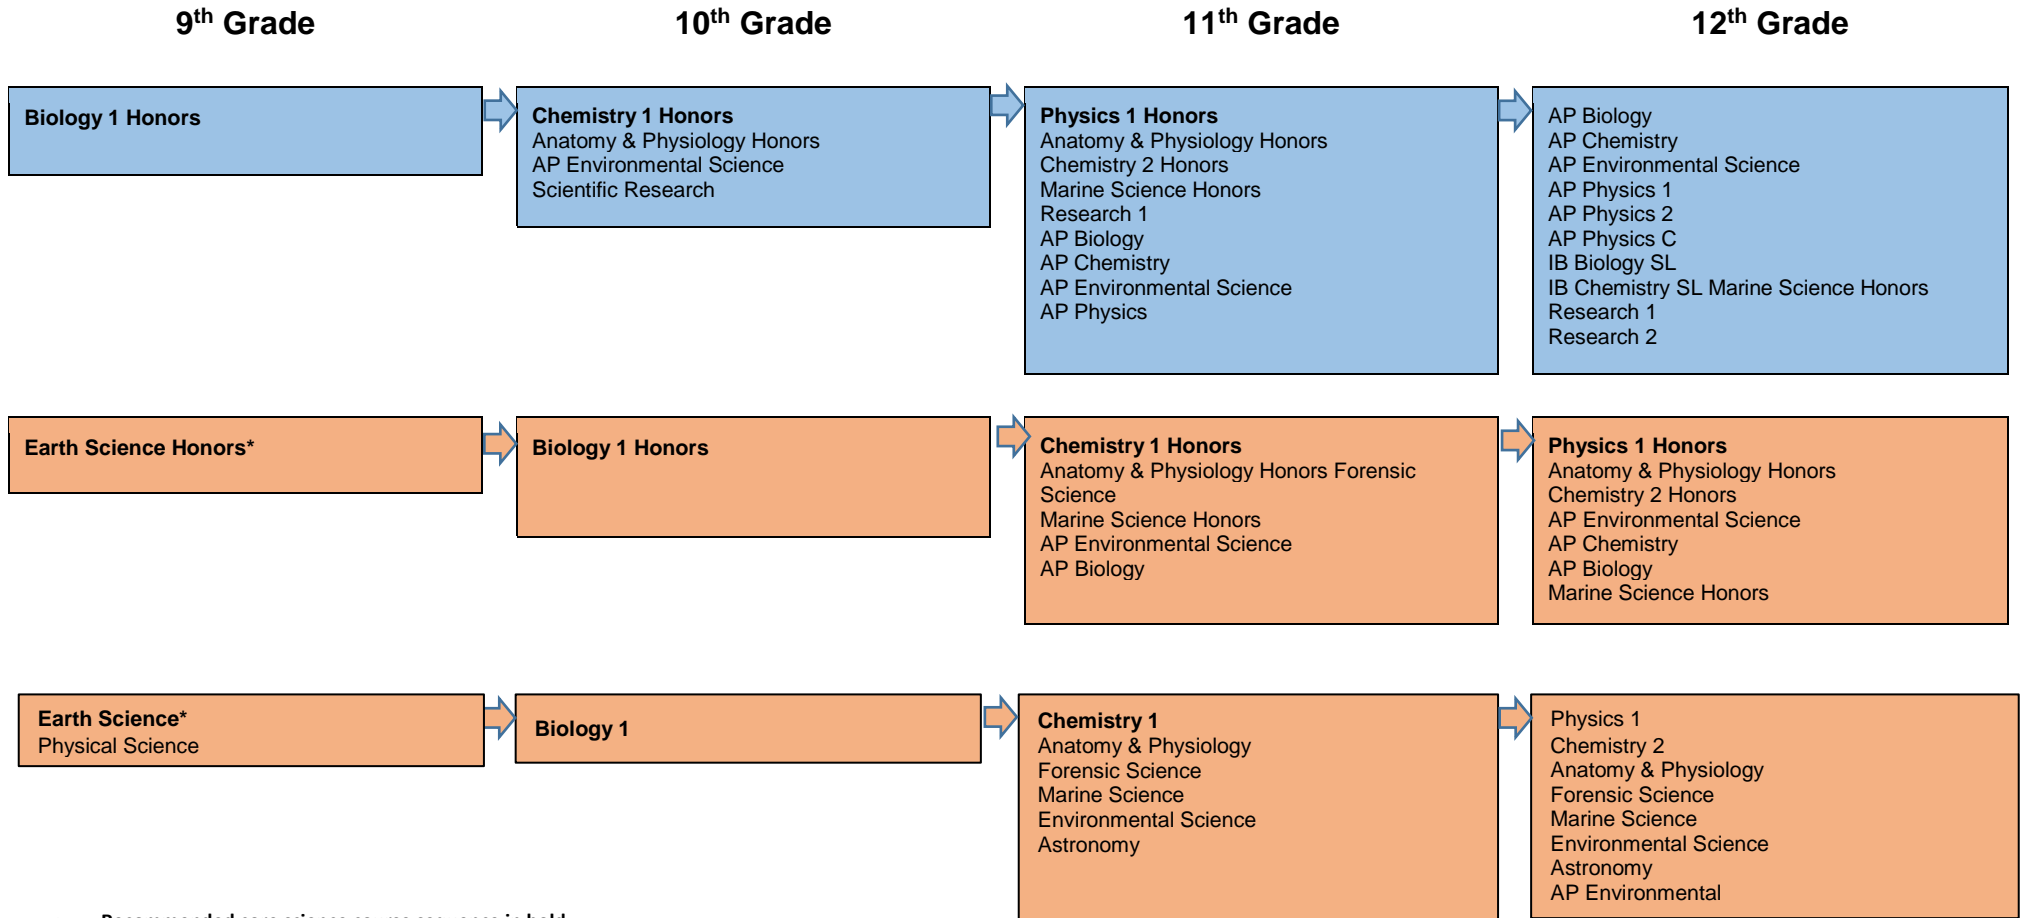 9th Grade
10th Grade
11th Grade
12th Grade
Biology 1 Honors
Chemistry 1 Honors
Anatomy & Physiology Honors
AP Environmental Science
Scientific Research
Physics 1 Honors
Anatomy & Physiology Honors
Chemistry 2 Honors
Marine Science Honors
Research 1
AP Biology
AP Chemistry
AP Environmental Science
AP Physics
AP Biology
AP Chemistry
AP Environmental Science
AP Physics 1
AP Physics 2
AP Physics C
IB Biology SL
IB Chemistry SL Marine Science Honors
Research 1
Research 2
Earth Science Honors*
Biology 1 Honors
Chemistry 1 Honors
Anatomy & Physiology Honors Forensic
Science
Marine Science Honors
AP Environmental Science
AP Biology
Physics 1 Honors
Anatomy & Physiology Honors
Chemistry 2 Honors
AP Environmental Science
AP Chemistry
AP Biology
Marine Science Honors
Earth Science*
Physical Science
Biology 1
Chemistry 1
Anatomy & Physiology
Forensic Science
Marine Science
Environmental Science
Astronomy
Physics 1
Chemistry 2
Anatomy & Physiology
Forensic Science
Marine Science
Environmental Science
Astronomy
AP Environmental
Recommended core science course sequence in bold